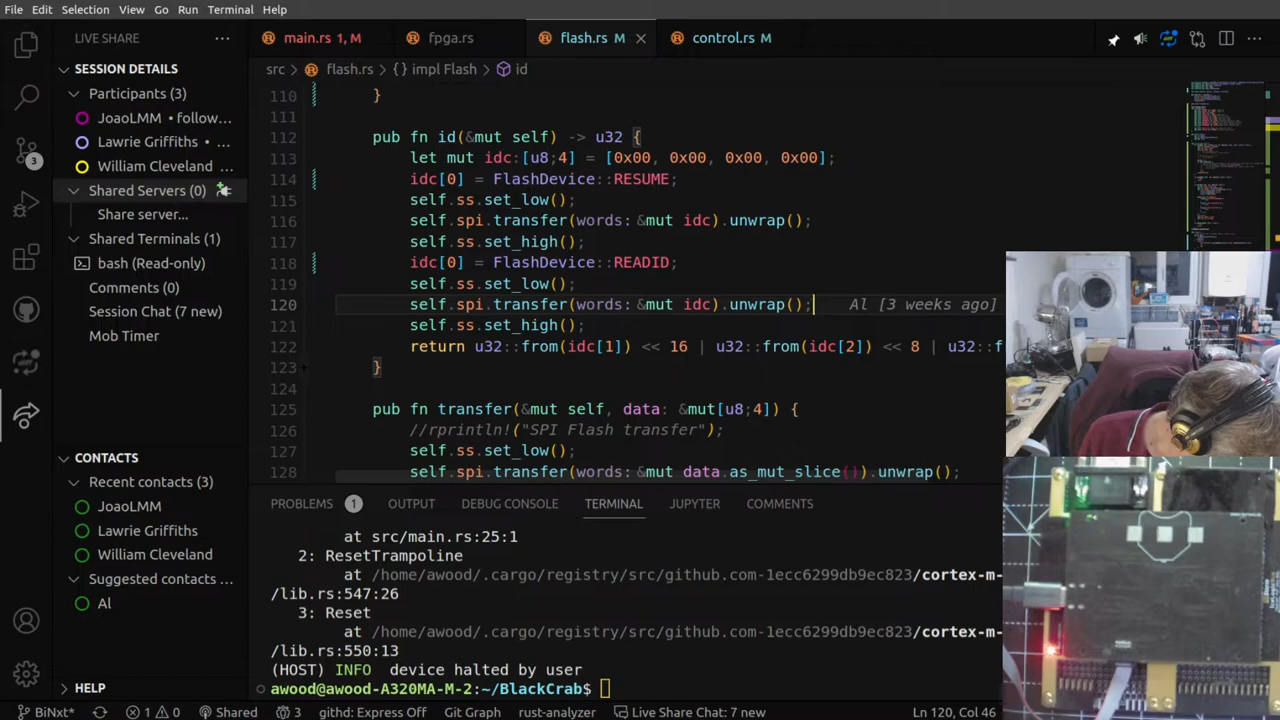 File Edit Selection View Go Run Terminal Help
LIVE SHARE
main.rs 1, M
fpga.rs
flash.rs M
control.rs M
SESSION DETAILS
Participants (3)
JoaoLMM • follow...
Lawrie Griffiths • ...
William Cleveland ...
Shared Servers (0)
Share server...
Shared Terminals (1)
bash (Read-only)
Comments (0)
Session Chat (7 new)
Mob Timer
3
CONTACTS
Recent contacts (3)
JoaoLMM
Lawrie Griffiths
William Cleveland
Suggested contacts ...
Al
HELP
src > flash.rs > {} impl Flash > id
110 }
111
112 pub fn id(&mut self) -> u32 {
113 let mut idc:[u8;4] = [0x00, 0x00, 0x00, 0x00];
114 idc[0] = FlashDevice::RESUME;
115 self.ss.set_low();
116 self.spi.transfer(words: &mut idc).unwrap();
117 self.ss.set_high();
118 idc[0] = FlashDevice::READID;
119 self.ss.set_low();
120 self.spi.transfer(words: &mut idc).unwrap(); Al [3 weeks ago]
121 self.ss.set_high();
122 return u32::from(idc[1]) << 16 | u32::from(idc[2]) << 8 | u32::f
123 }
124
125 pub fn transfer(&mut self, data: &mut[u8;4]) {
126 //rprintln!("SPI Flash transfer");
127 self.ss.set_low();
128 self.spi.transfer(words: &mut data.as_mut_slice()).unwrap();
PROBLEMS 1 OUTPUT DEBUG CONSOLE TERMINAL JUPYTER COMMENTS
at src/main.rs:25:1
2: ResetTrampoline
at /home/awood/.cargo/registry/src/github.com-1ecc6299db9ec823/cortex-m-
/lib.rs:547:26
3: Reset
at /home/awood/.cargo/registry/src/github.com-1ecc6299db9ec823/cortex-m-
/lib.rs:550:13
(HOST) INFO device halted by user
awood@awood-A320MA-M-2:~/BlackCrab$
BiNxt* 1 0 Shared 3 githd: Express Off Git Graph rust-analyzer Live Share Chat: 7 new Ln 120, Col 46